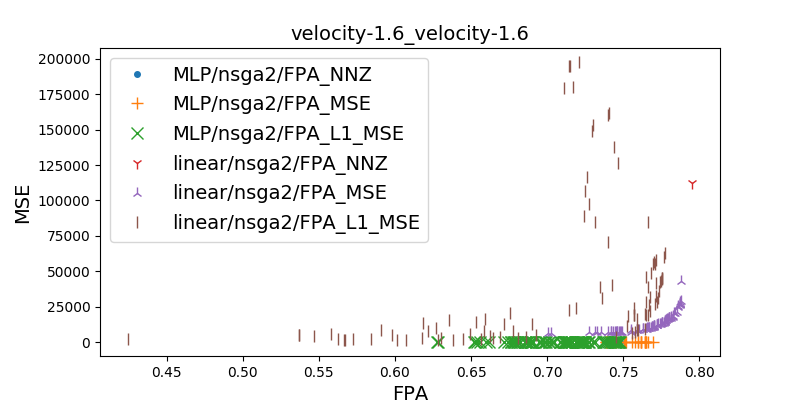 velocity-1.6_velocity-1.6
200000
175000
150000
125000
100000
75000
50000
25000
0
MSE
MLP/nsga2/FPA_NNZ
MLP/nsga2/FPA_MSE
MLP/nsga2/FPA_L1_MSE
linear/nsga2/FPA_NNZ
linear/nsga2/FPA_MSE
linear/nsga2/FPA_L1_MSE
0.45 0.50 0.55 0.60 0.65 0.70 0.75 0.80
FPA